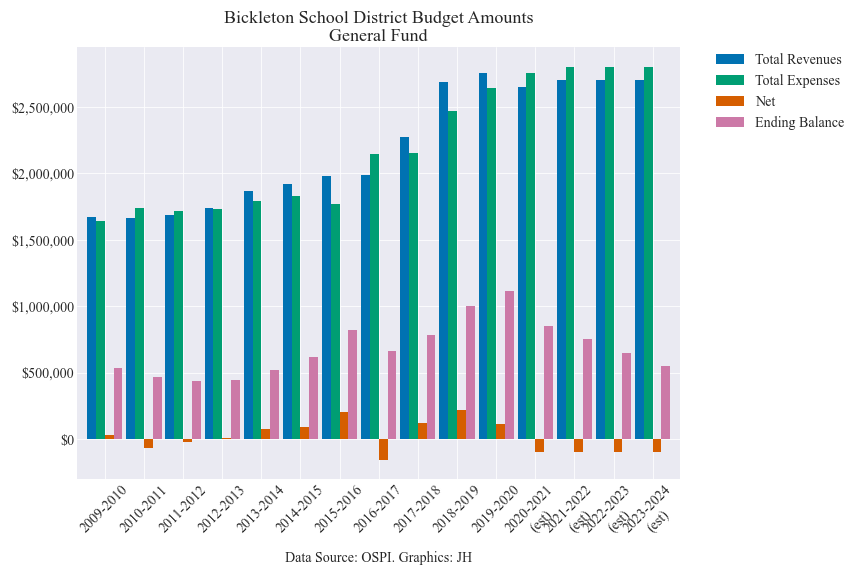 Bickleton School District Budget Amounts
General Fund
Total Revenues
Total Expenses
Net
Ending Balance
$2,500,000
$2,000,000
$1,500,000
$1,000,000
$500,000
$0
2009-2010
2010-2011
2011-2012
2012-2013
2013-2014
2014-2015
2015-2016
2016-2017
2017-2018
2018-2019
2019-2020
2020-2021
(est)
2021-2022
(est)
2022-2023
(est)
2023-2024
(est)
Data Source: OSPI. Graphics: JH